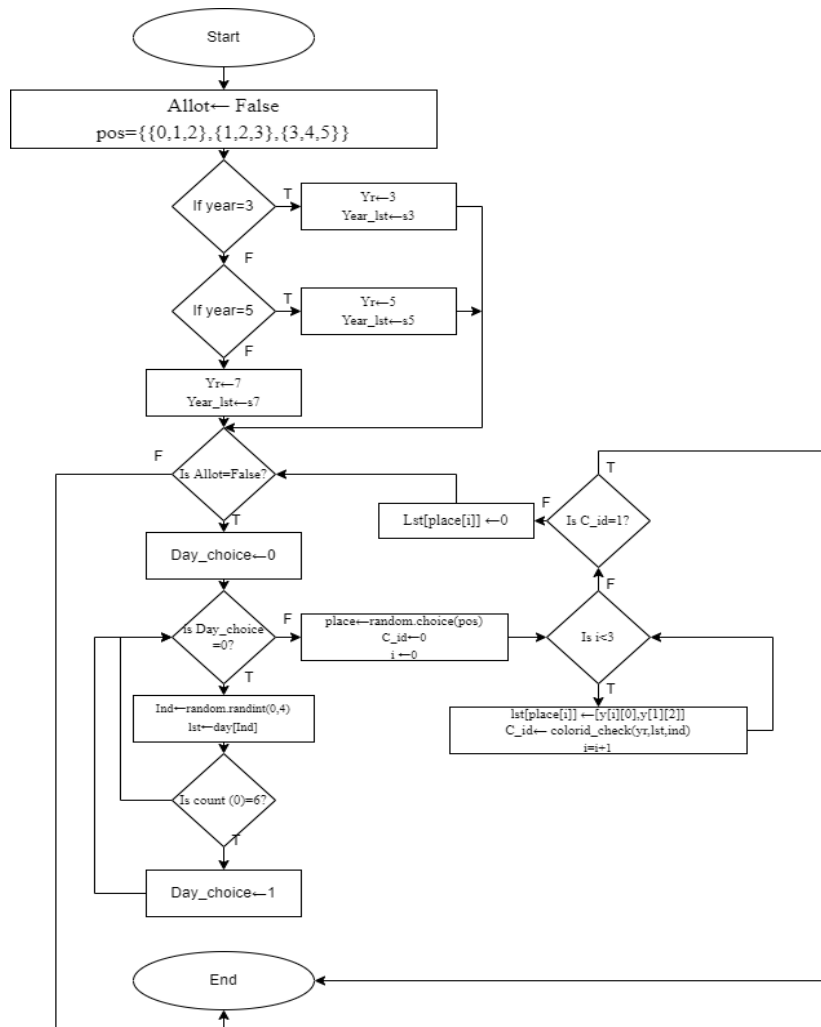 Start
Allot← False
pos={{0,1,2},{1,2,3},{3,4,5}}
If year=3
T
Yr←3
Year_lst←s3
F
If year=5
T
Yr←5
Year_lst←s5
F
Yr←7
Year_lst←s7
F
Is Allot=False?
T
Day_choice←0
Is Day_choice
=0?
F
T
Ind←random.randint(0,4)
lst←day[Ind]
Is count (0)=6?
T
Day_choice←1
place←random.choice(pos)
C_id←0
i ←0
Is i<3
F
T
lst[place[i]] ←[y[i][0],y[1][2]]
C_id← colorid_check(yr,lst,ind)
i=i+1
Is C_id=1?
T
F
Lst[place[i]] ←0
End